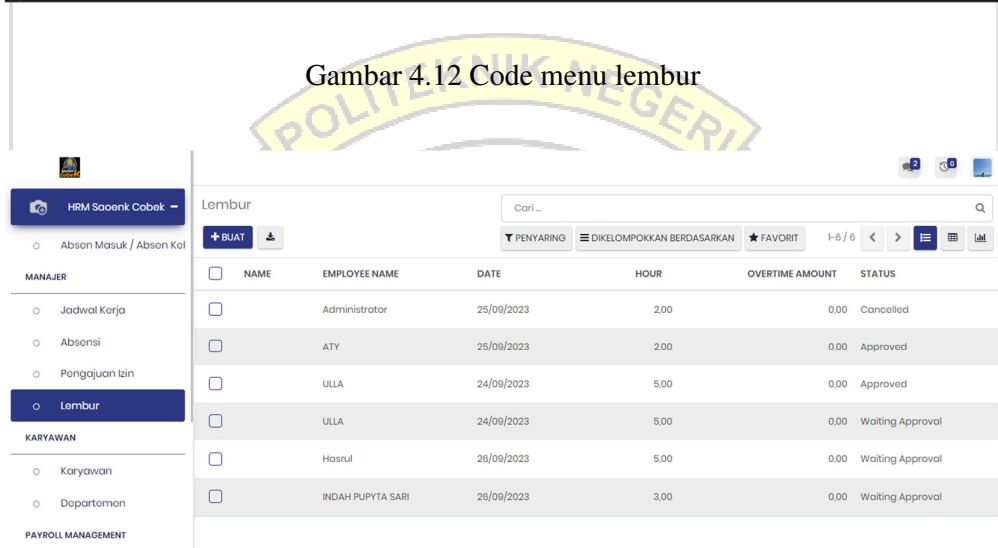 Gambar 4.12 Code menu lembur
POLITEKNIK NEGERI
2
0
HRM Saoenk Cobek
Absen Masuk / Absen Kel
MANAJER
Jadwal Kerja
Absensi
Pengajuan Izin
Lembur
KARYAWAN
Karyawan
Departemen
PAYROLL MANAGEMENT
Lembur
Cari ...
+ BUAT
PENYARING
DIKELOMPOKKAN BERDASARKAN
FAVORIT
1-6 / 6
NAME EMPLOYEE NAME DATE HOUR OVERTIME AMOUNT STATUS
Administrator 25/09/2023 2,00 0,00 Cancelled
ATY 25/09/2023 2,00 0,00 Approved
ULLA 24/09/2023 5,00 0,00 Approved
ULLA 24/09/2023 5,00 0,00 Waiting Approval
Hasrul 26/09/2023 5,00 0,00 Waiting Approval
INDAH PUPYTA SARI 26/09/2023 3,00 0,00 Waiting Approval